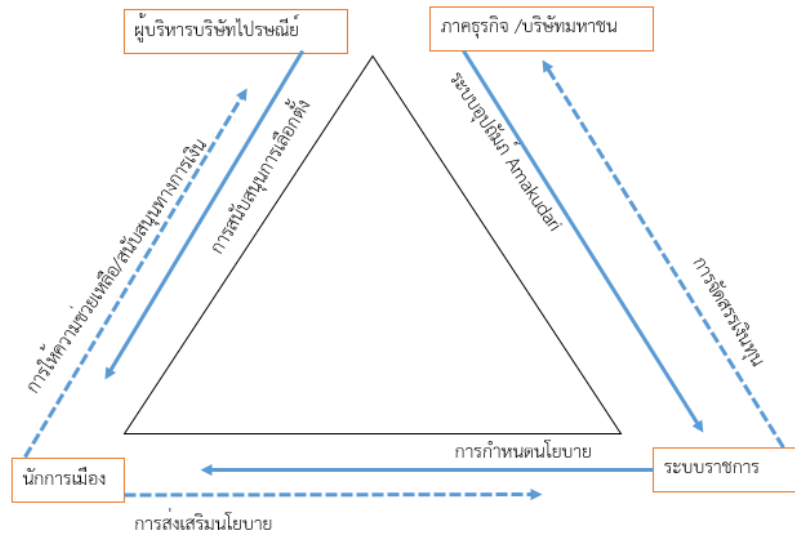 ผู้บริหารบริษัทไปรษณีย์
ภาคธุรกิจ /บริษัทมหาชน
การให้ความช่วยเหลือ/สนับสนุนทางการเงิน
การสนับสนุนการเลือกตั้ง
ระบบอุปถัมภ์ Amakudari
การจัดสรรเงินทุน
การกำหนดนโยบาย
นักการเมือง
ระบบราชการ
การส่งเสริมนโยบาย